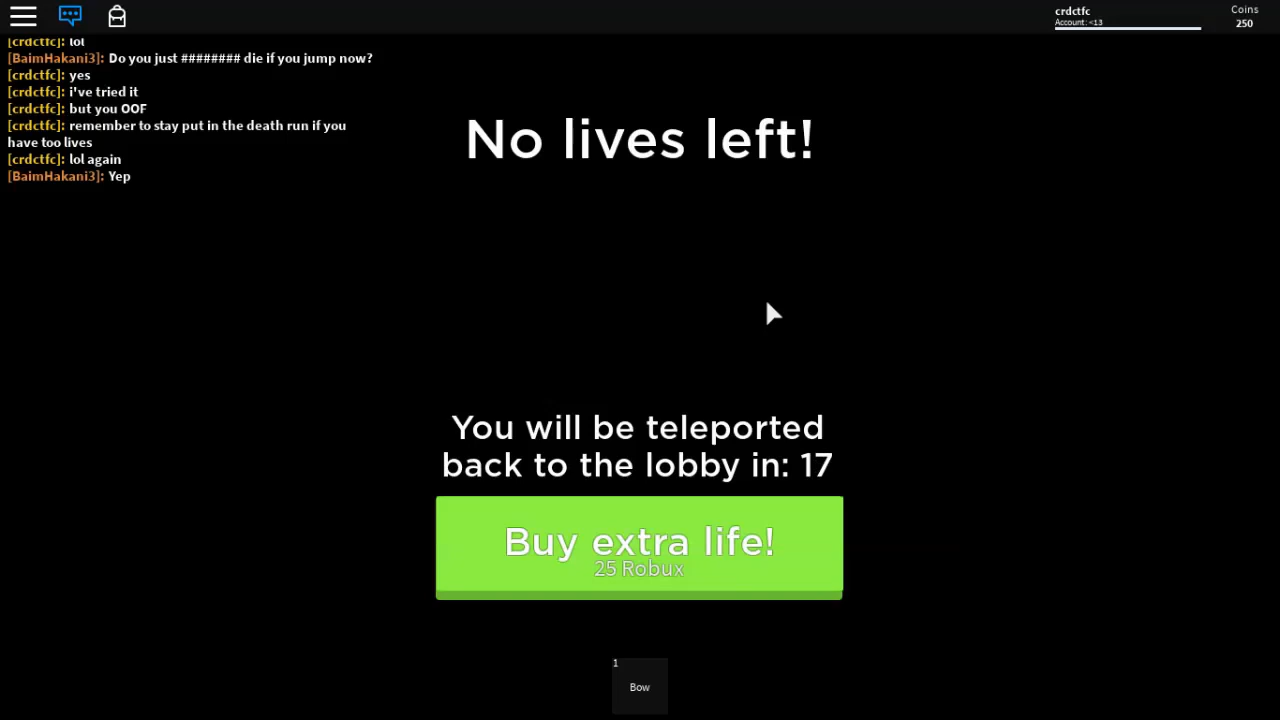 crdctfc
Account: <13
Coins
250
[crdctfc]: lol
[BaimHakani3]: Do you just ######## die if you jump now?
[crdctfc]: yes
[crdctfc]: i've tried it
[crdctfc]: but you OOF
[crdctfc]: remember to stay put in the death run if you
have too lives
[crdctfc]: lol again
[BaimHakani3]: Yep
No lives left!
You will be teleported
back to the lobby in: 17
Buy extra life!
25 Robux
1
Bow